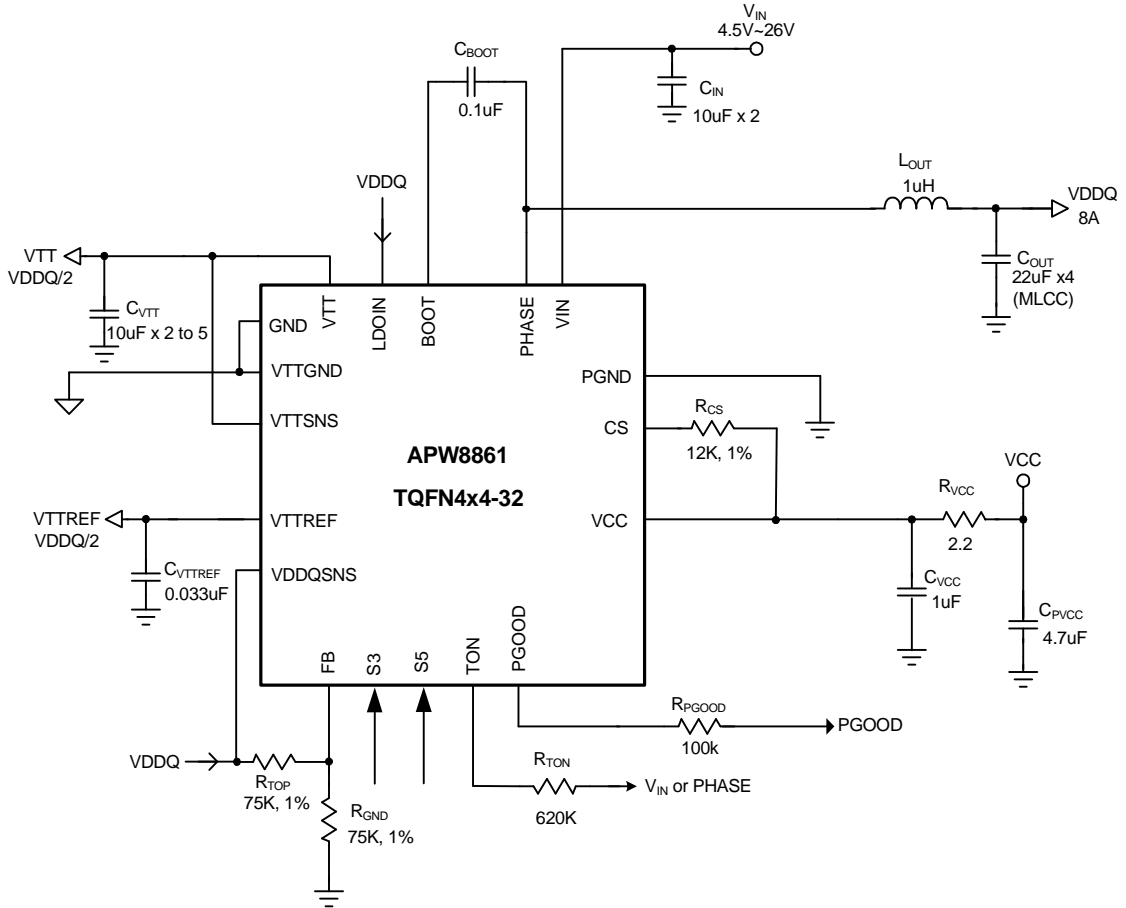 VIN
4.5V~26V
CBOOT
0.1uF
CIN
10uF x 2
LOUT
1uH
VDDQ
8A
COUT
22uF x4
(MLCC)
VDDQ
VTT
VDDQ/2
CVTT
10uF x 2 to 5
VTT
LDOIN
BOOT
PHASE
VIN
GND
VTTGND
VTTSNS
PGND
CS
RCS
12K, 1%
APW8861
TQFN4x4-32
VCC
VCC
RVCC
2.2
CVCC
1uF
CPVCC
4.7uF
VTTREF
VDDQ/2
VTTREF
CVTTREF
0.033uF
VDDQSNS
FB
S3
S5
TON
PGOOD
RPGOOD
100k
PGOOD
VDDQ
RTOP
75K, 1%
RGND
75K, 1%
RTON
620K
VIN or PHASE